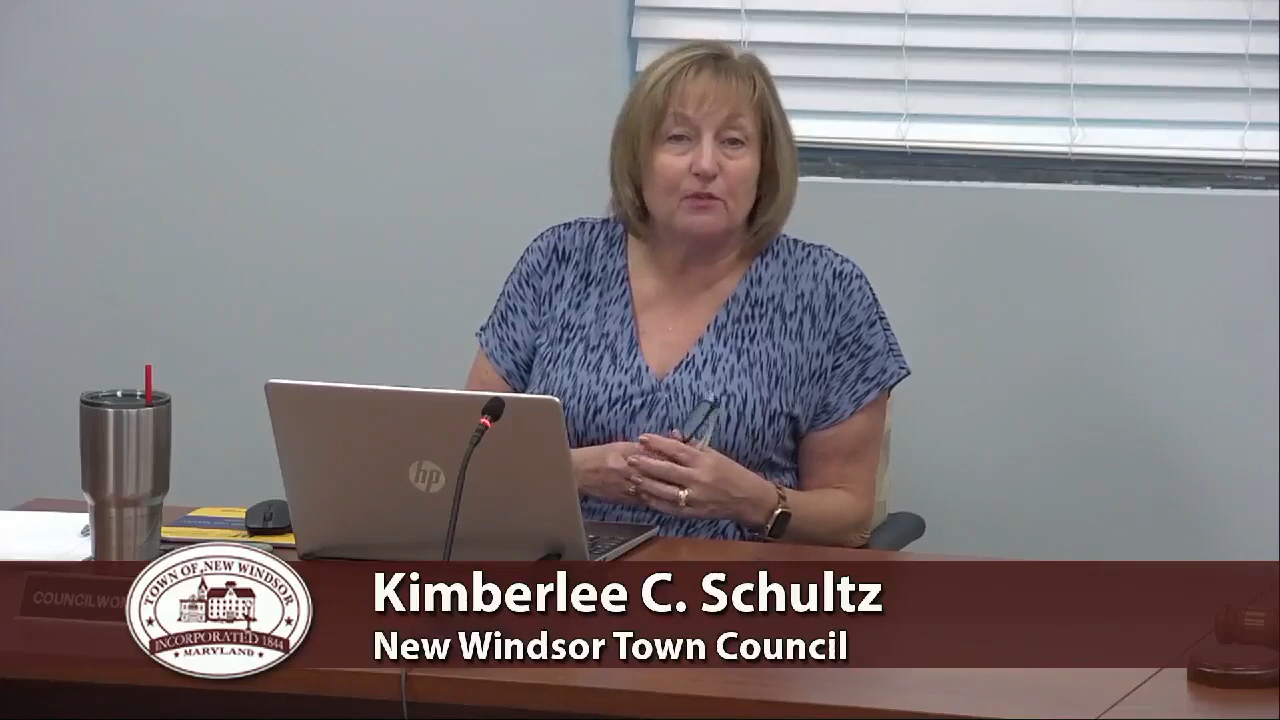 hp
COUNCILWO
TOWN OF NEW WINDSOR
INCORPORATED 1844
MARYLAND
Kimberlee C. Schultz
New Windsor Town Council